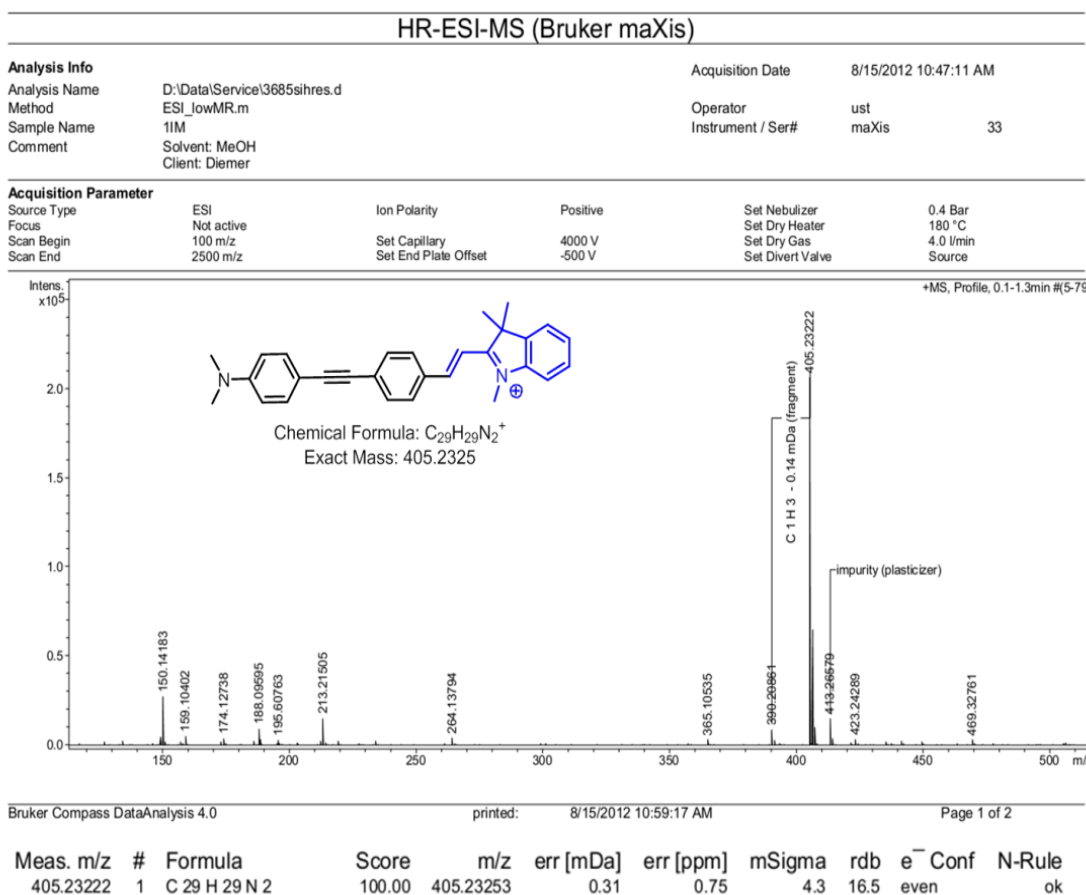 HR-ESI-MS (Bruker maXis)
Analysis Info
Acquisition Date 8/15/2012 10:47:11 AM
Analysis Name D:\Data\Service\3685sihres.d
Method ESI_lowMR.m Operator ust
Sample Name 1IM Instrument / Ser# maXis 33
Comment Solvent: MeOH
Client: Diemer
Acquisition Parameter
Source Type ESI Ion Polarity Positive Set Nebulizer 0.4 Bar
Focus Not active Set Dry Heater 180 °C
Scan Begin 100 m/z Set Capillary 4000 V Set Dry Gas 4.0 l/min
Scan End 2500 m/z Set End Plate Offset -500 V Set Divert Valve Source
Intens.
x10⁵
+MS, Profile, 0.1-1.3min #(5-79
405.23222
N
N
⊕
2.0
Chemical Formula: C₂₉H₂₉N₂⁺
Exact Mass: 405.2325
C 1 H 3 - 0.14 mDa (fragment)
1.5
1.0
impurity (plasticizer)
0.5
150.14183
159.10402
174.12738
188.09595
195.60763
213.21505
264.13794
365.10535
390.20861
413.26579
423.24289
469.32761
0.0
150 200 250 300 350 400 450 500 m/
Bruker Compass DataAnalysis 4.0 printed: 8/15/2012 10:59:17 AM Page 1 of 2
Meas. m/z # Formula Score m/z err [mDa] err [ppm] mSigma rdb e⁻ Conf N-Rule
405.23222 1 C 29 H 29 N 2 100.00 405.23253 0.31 0.75 4.3 16.5 even ok